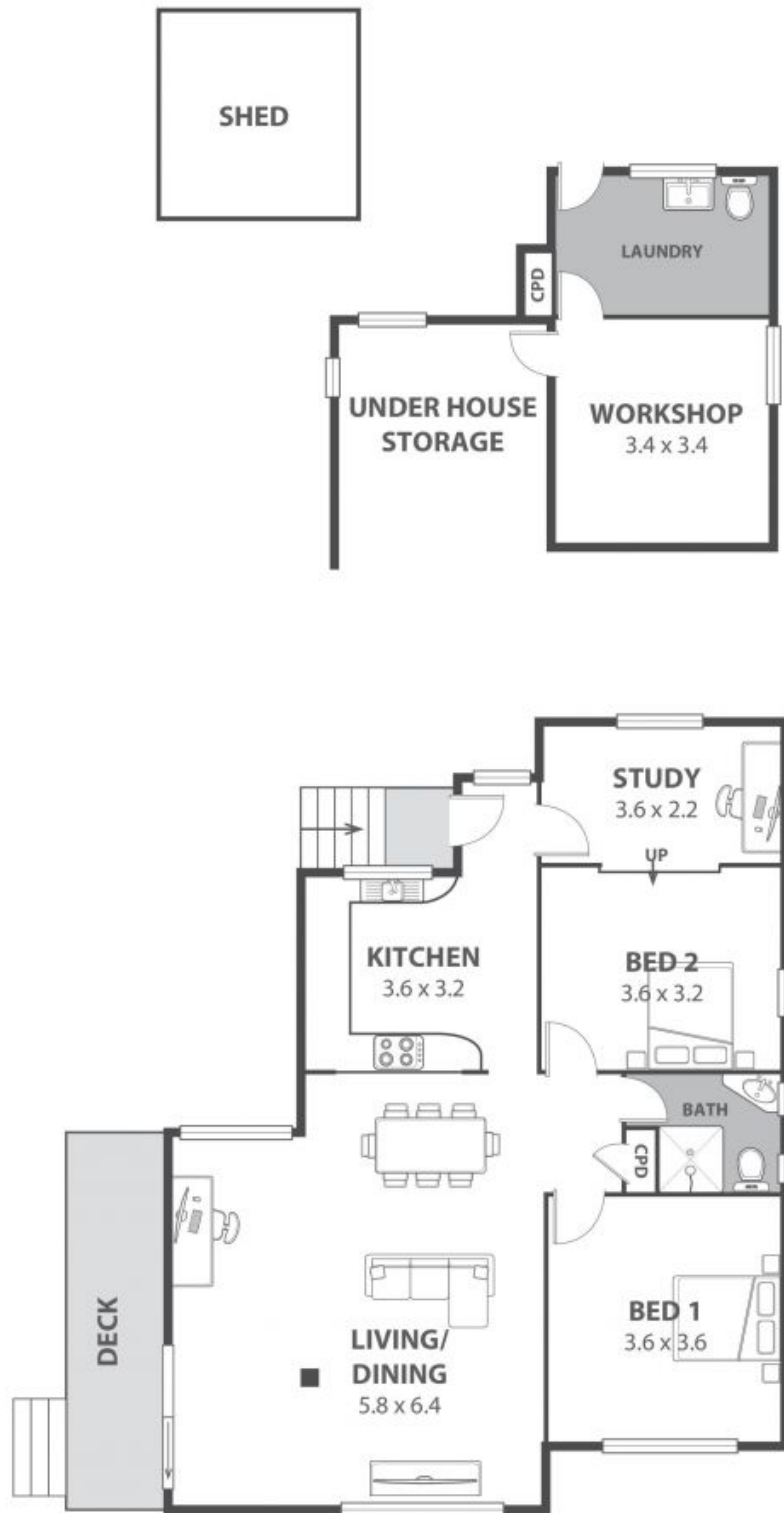 SHED
LAUNDRY
CPD
UNDER HOUSE
STORAGE
WORKSHOP
3.4 x 3.4
STUDY
3.6 x 2.2
UP
KITCHEN
3.6 x 3.2
BED 2
3.6 x 3.2
BATH
CPD
DECK
LIVING/
DINING
5.8 x 6.4
BED 1
3.6 x 3.6